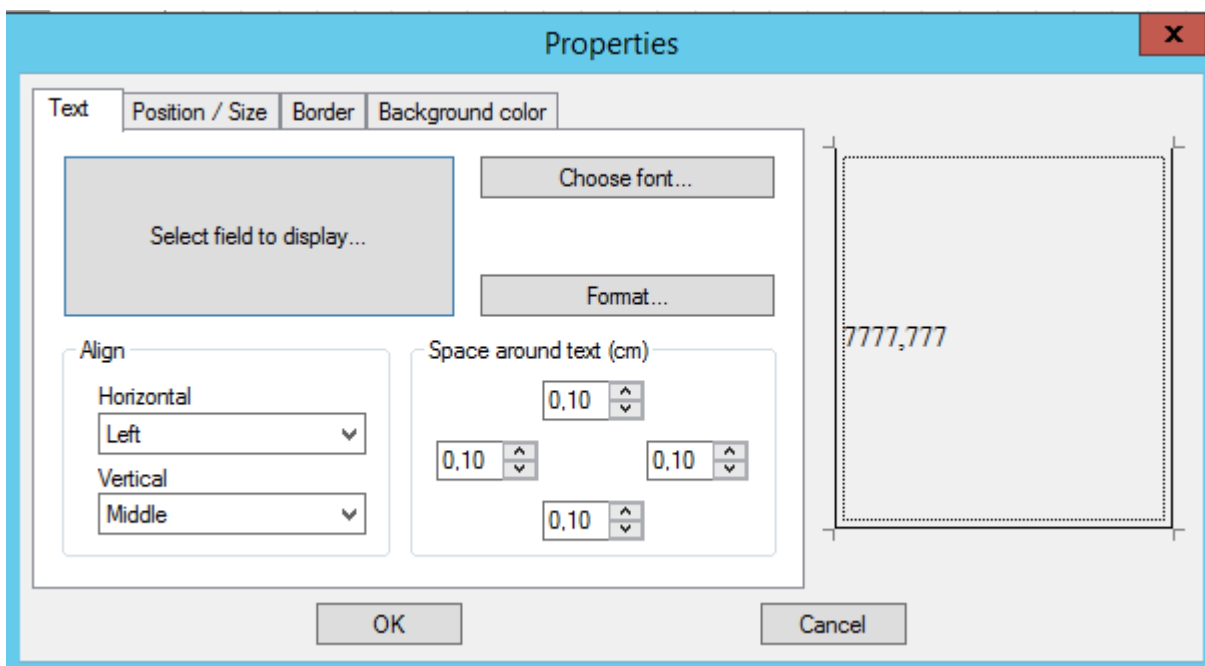 Properties
x
Text
Position / Size
Border
Background color
Select field to display...
Choose font...
Format...
Align
Horizontal
Left
Vertical
Middle
Space around text (cm)
0,10
0,10
0,10
0,10
7777,777
OK
Cancel